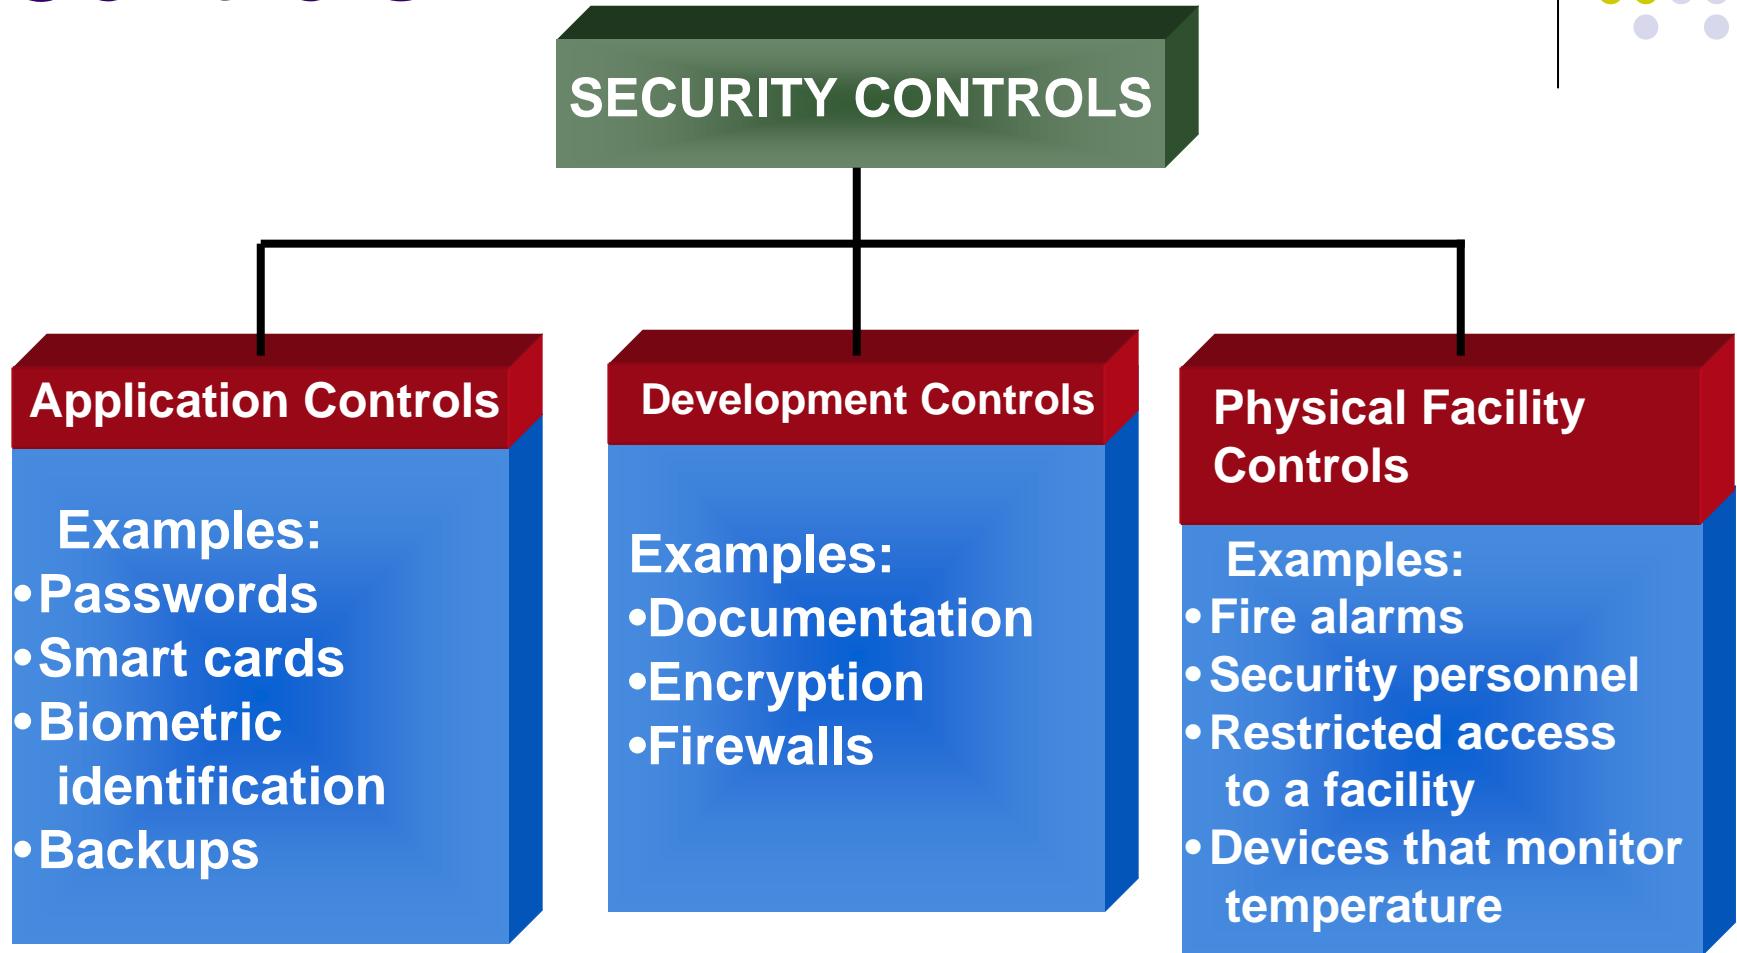 SECURITY CONTROLS
Application Controls
Examples:
•Passwords
•Smart cards
•Biometric
identification
•Backups
Development Controls
Examples:
•Documentation
•Encryption
•Firewalls
Physical Facility
Controls
Examples:
•Fire alarms
•Security personnel
•Restricted access
to a facility
•Devices that monitor
temperature